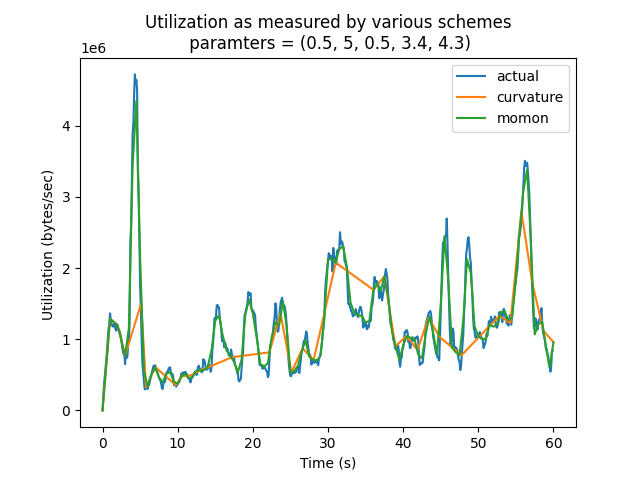 Utilization as measured by various schemes
paramters = (0.5, 5, 0.5, 3.4, 4.3)
1e6
actual
curvature
momon
4
3
2
1
0
Utilization (bytes/sec)
0 10 20 30 40 50 60
Time (s)